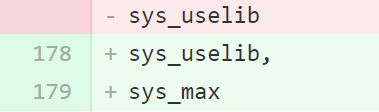 - sys_uselib
178 + sys_uselib,
179 + sys_max